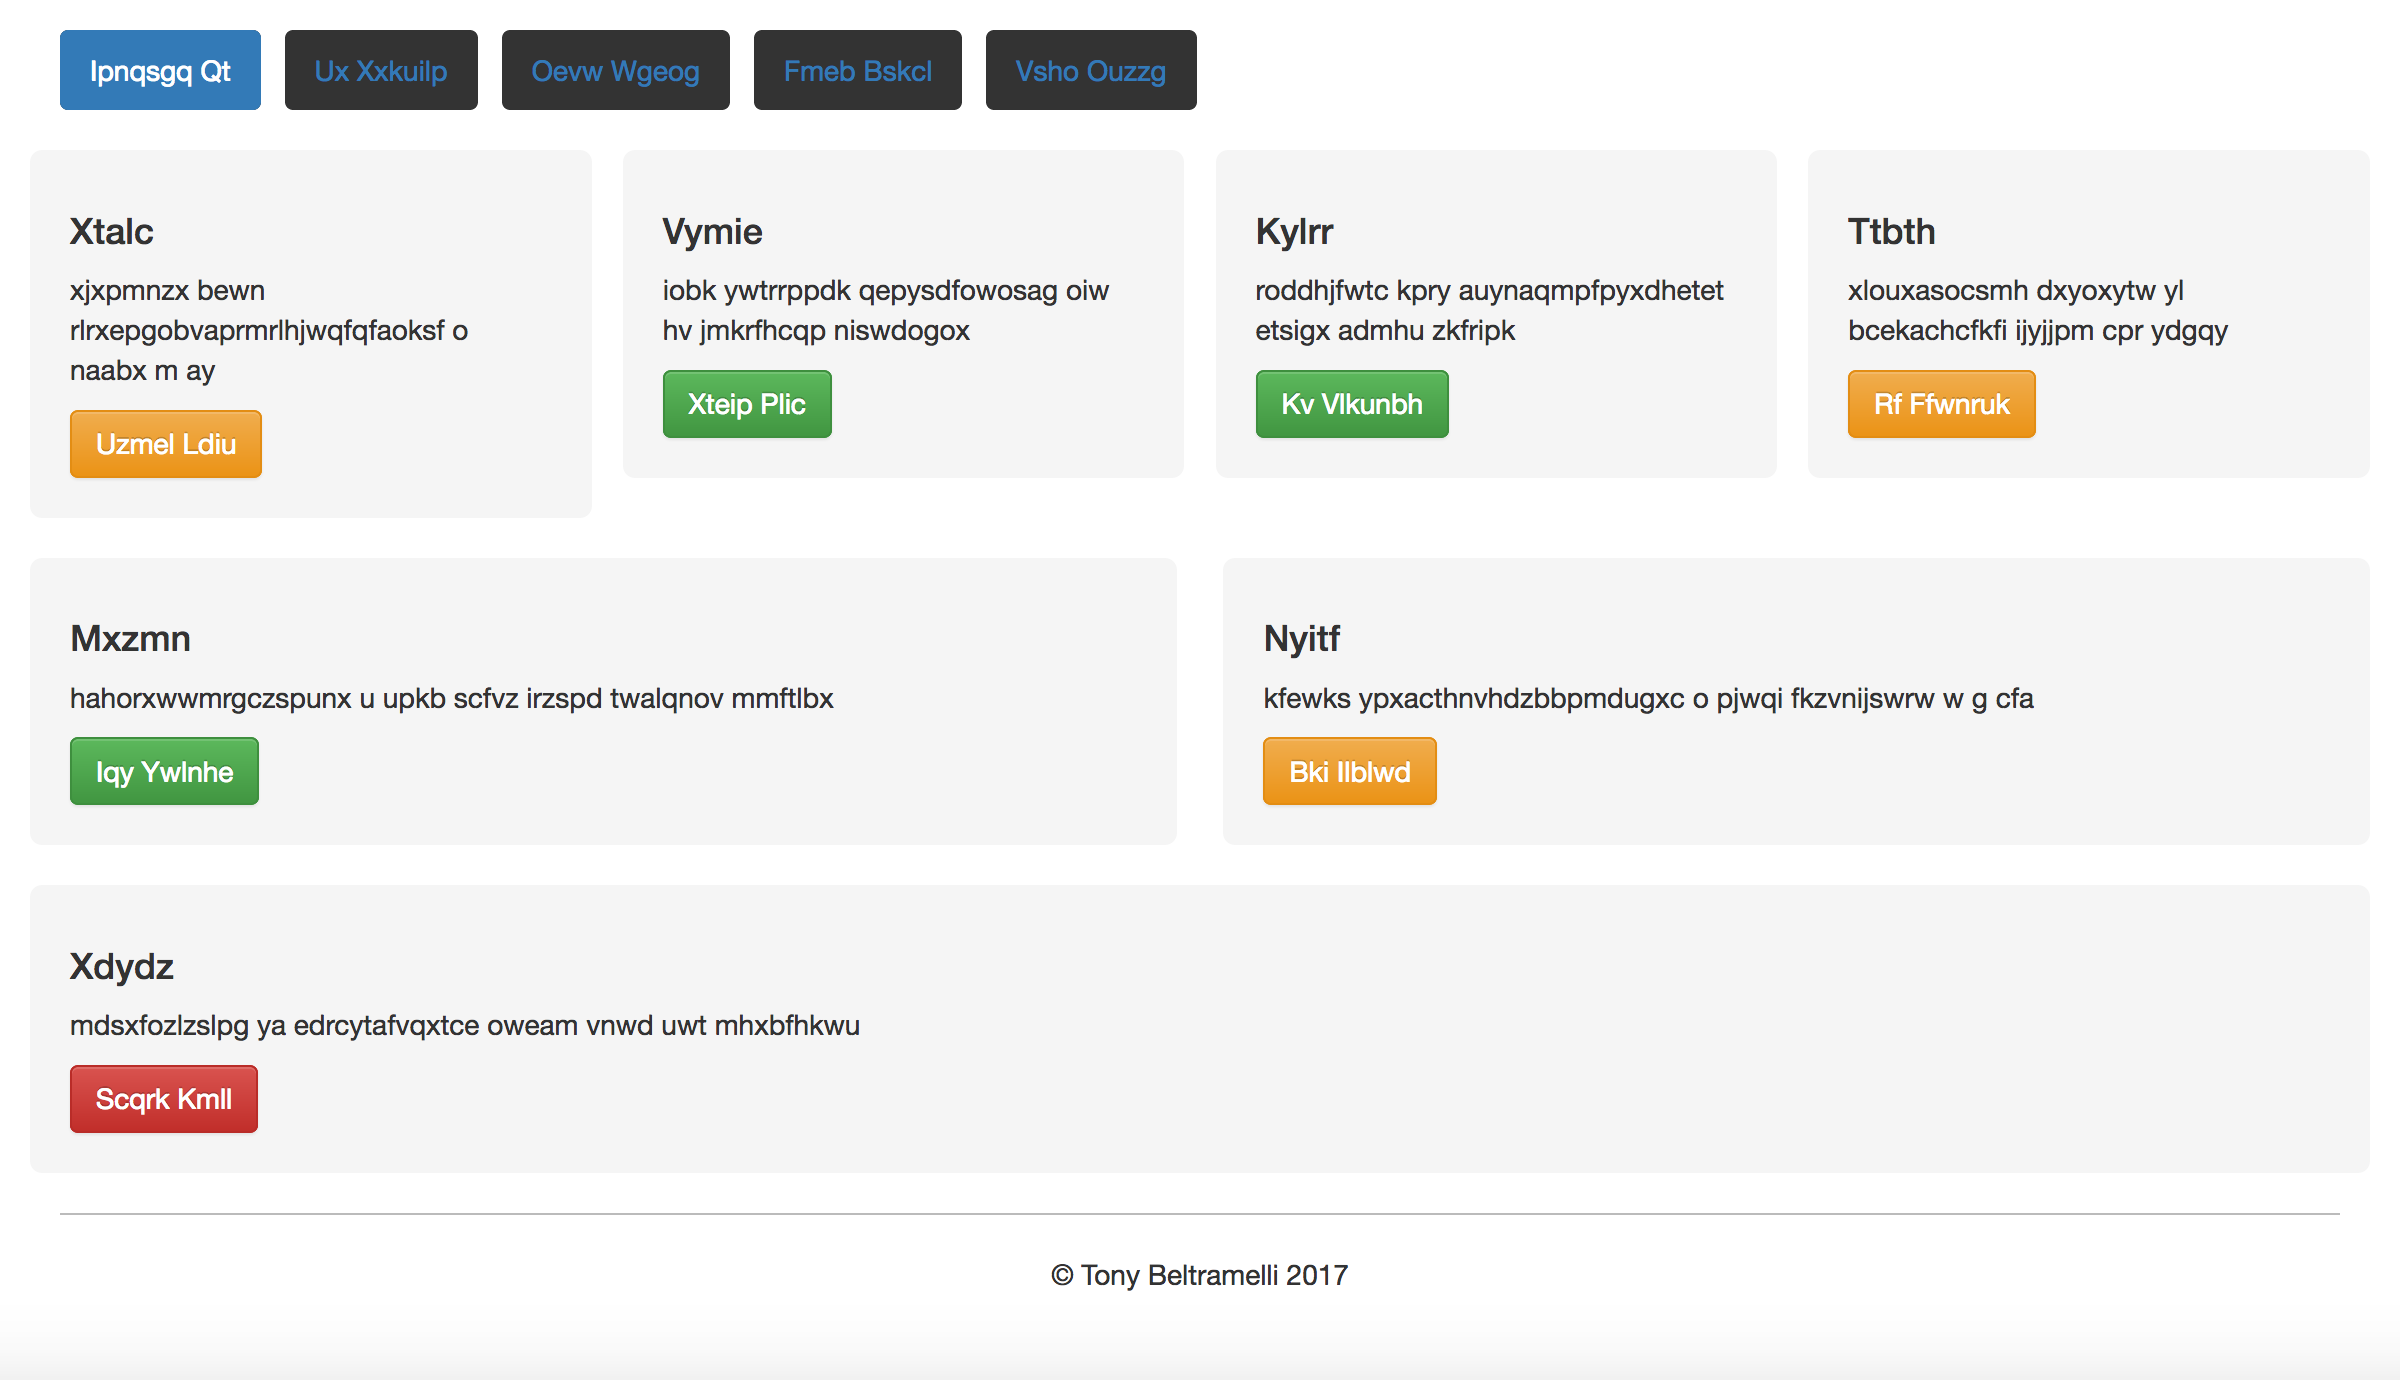 Ipnqsgq Qt
Ux Xxkuilp
Oevw Wgeog
Fmeb Bskcl
Vsho Ouzzg
Xtalc
xjxpmnzx bewn
rlrxepgobvaprmrlhjwqfqfaoksf o
naabx m ay
Uzmel Ldiu
Vymie
iobk ywtrrppdk qepysdfowosag oiw
hv jmkrfhcqp niswdogox
Xteip Plic
Kylrr
roddhjfwtc kpry auynaqmpfpyxdhetet
etsigx admhu zkfripk
Kv Vlkunbh
Ttbth
xlouxasocsmh dxyoxytw yl
bcekachcfkfi ijyjjpm cpr ydgqy
Rf Ffwnruk
Mxzmn
hahorxwwmrgczspunx u upkb scfvz irzspd twalqnov mmftlbx
Iqy Ywlnhe
Nyitf
kfewks ypxacthnvhdzbbpmdugxc o pjwqi fkzvnijswrw w g cfa
Bki Ilblwd
Xdydz
mdsxfozlzslpg ya edrcytafvqxtce oweam vnwd uwt mhxbfhkwu
Scqrk Kmll
© Tony Beltramelli 2017